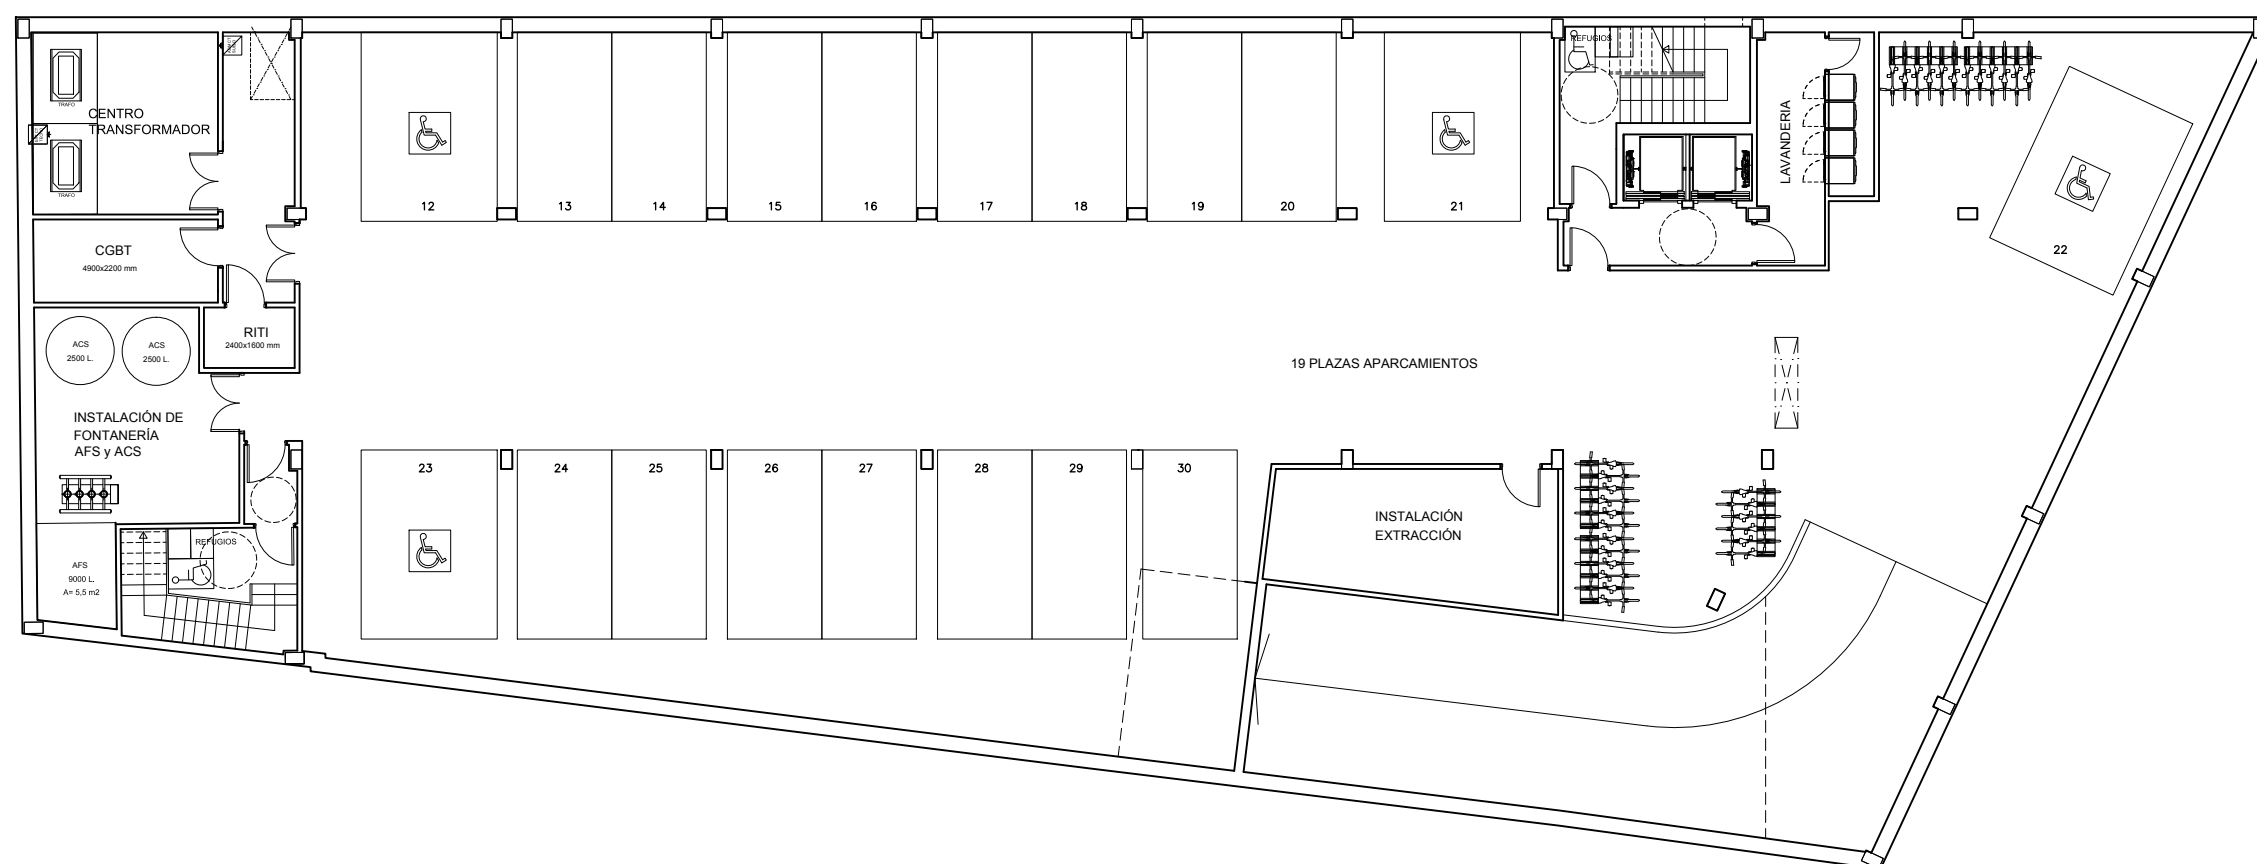 REFUGIOS
TRAFO
CENTRO
TRANSFORMADOR
TRAFO
LAVANDERIA
12
13
14
15
16
17
18
19
20
21
22
CGBT
4900x2200 mm
RITI
2400x1600 mm
ACS
2500 L.
ACS
2500 L.
19 PLAZAS APARCAMIENTOS
INSTALACIÓN DE
FONTANERÍA
AFS y ACS
23
24
25
26
27
28
29
30
INSTALACIÓN
EXTRACCIÓN
REFUGIOS
AFS
9000 L.
A= 5,5 m2